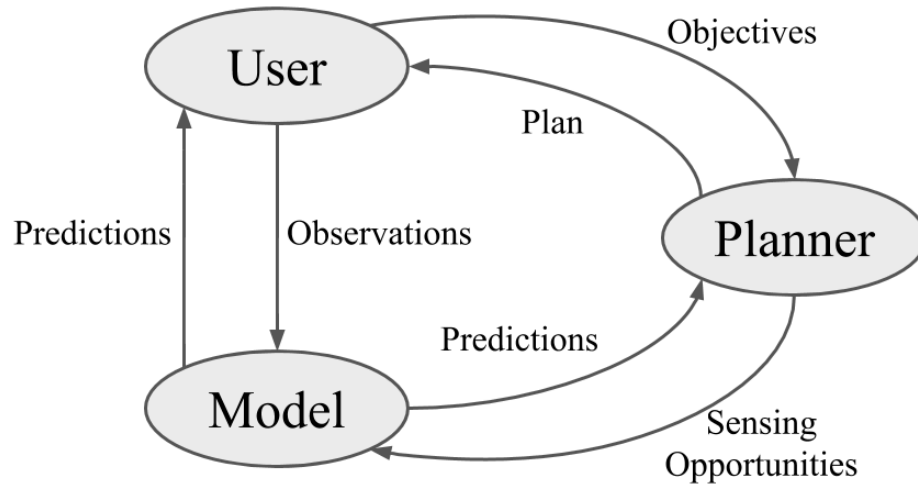 User
Objectives
Plan
Predictions
Observations
Planner
Predictions
Model
Sensing
Opportunities